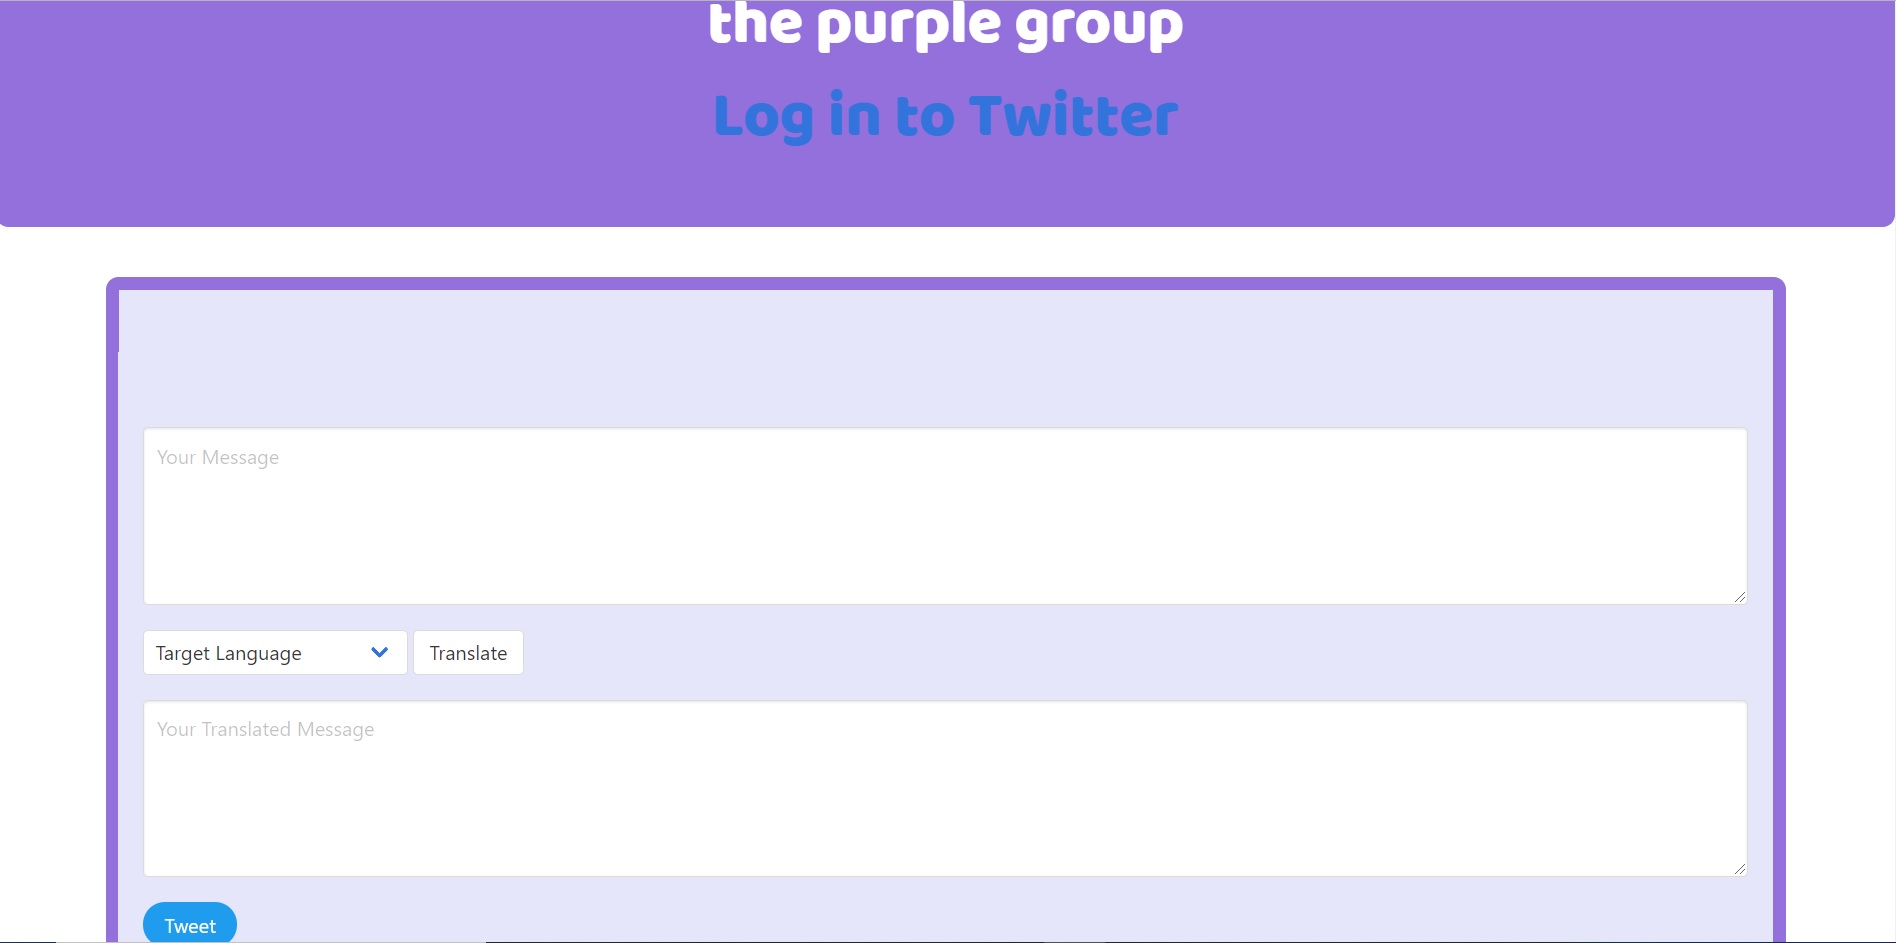 the purple group
Log in to Twitter
Your Message
Target Language
Translate
Your Translated Message
Tweet